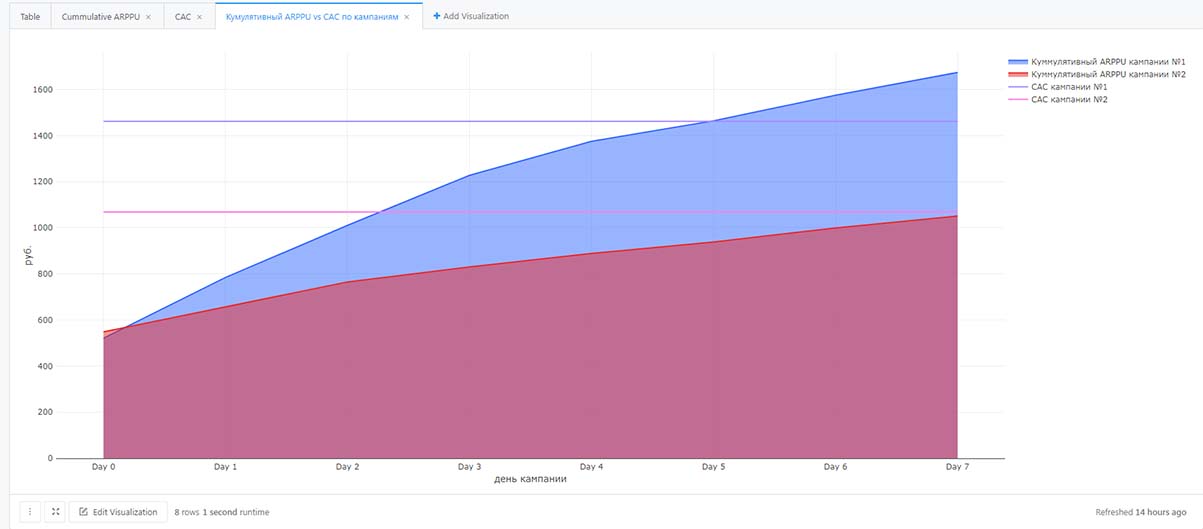 Table Cummulative ARPPU × CAC × Кумулятивный ARPPU vs CAC по кампаниям × + Add Visualization
Куммулятивный ARPPU кампании №1
Куммулятивный ARPPU кампании №2
CAC кампании №1
CAC кампании №2
1600
1400
1200
1000
800
600
400
200
0
руб.
Day 0 Day 1 Day 2 Day 3 Day 4 Day 5 Day 6 Day 7
день кампании
Edit Visualization 8 rows 1 second runtime Refreshed 14 hours ago